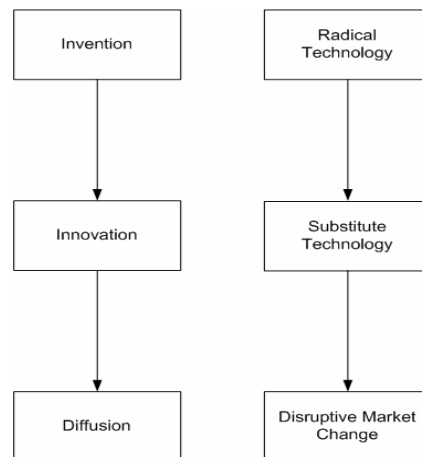 Invention
Radical
Technology
Innovation
Substitute
Technology
Diffusion
Disruptive Market
Change